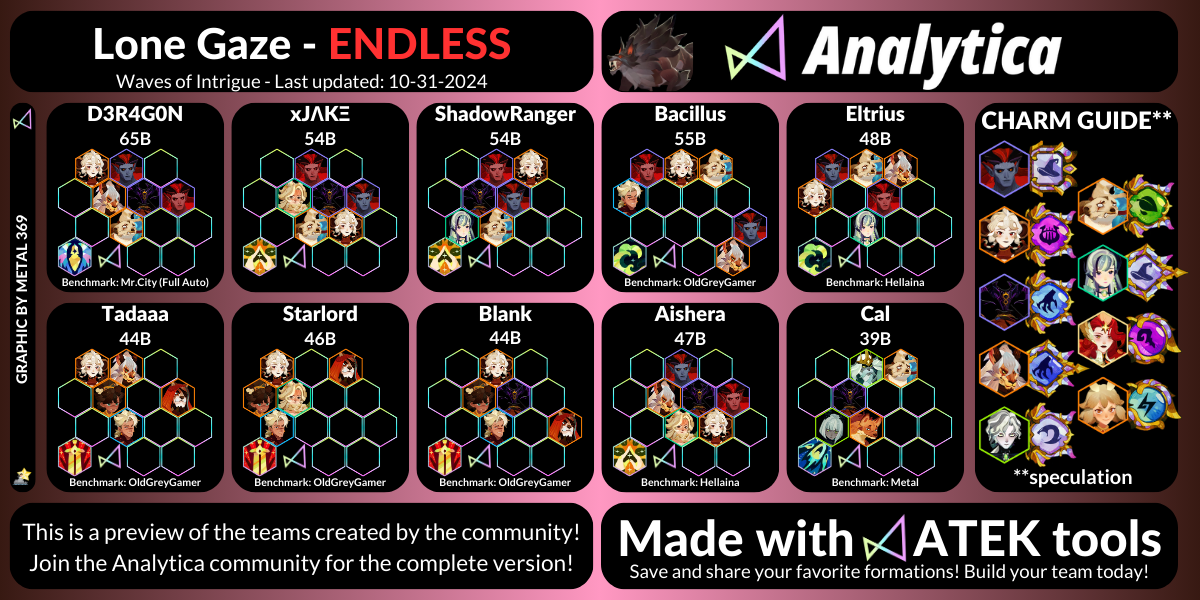 Lone Gaze - ENDLESS
Waves of Intrigue - Last updated: 10-31-2024
Analytica
GRAPHIC BY METAL 369
D3R4G0N
65B
Benchmark: Mr.City (Full Auto)
xJΛKΞ
54B
ShadowRanger
54B
Bacillus
55B
Benchmark: OldGreyGamer
Eltrius
48B
Benchmark: Hellaina
Tadaaa
44B
Benchmark: OldGreyGamer
Starlord
46B
Benchmark: OldGreyGamer
Blank
44B
Benchmark: OldGreyGamer
Aishera
47B
Benchmark: Hellaina
Cal
39B
Benchmark: Metal
CHARM GUIDE**
**speculation
This is a preview of the teams created by the community!
Join the Analytica community for the complete version!
Made with ATEK tools
Save and share your favorite formations! Build your team today!